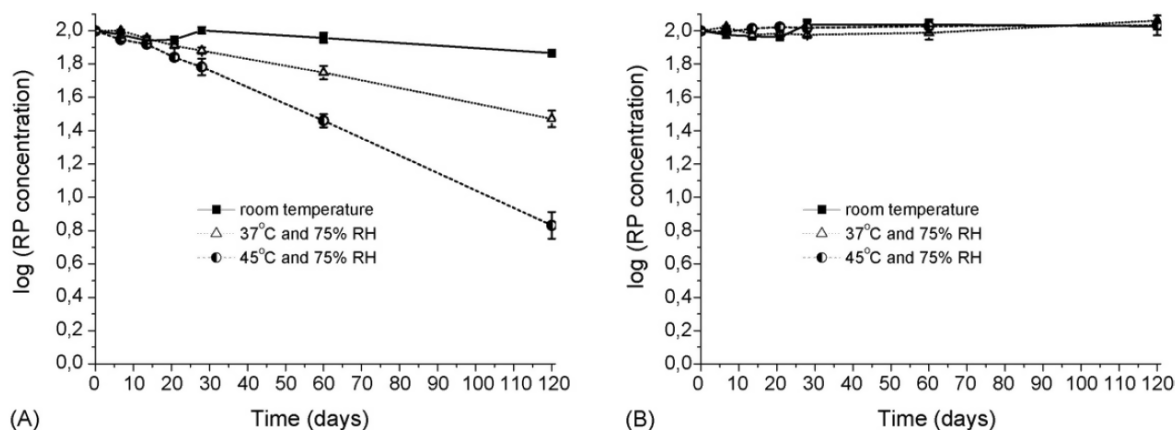 2,0
1,8
1,6
1,4
1,2
1,0
0,8
0,6
0,4
0,2
0,0
log (RP concentration)
room temperature
37°C and 75% RH
45°C and 75% RH
0 10 20 30 40 50 60 70 80 90 100 110 120
Time (days)
(A)
2,0
1,8
1,6
1,4
1,2
1,0
0,8
0,6
0,4
0,2
0,0
log (RP concentration)
room temperature
37°C and 75% RH
45°C and 75% RH
0 10 20 30 40 50 60 70 80 90 100 110 120
Time (days)
(B)